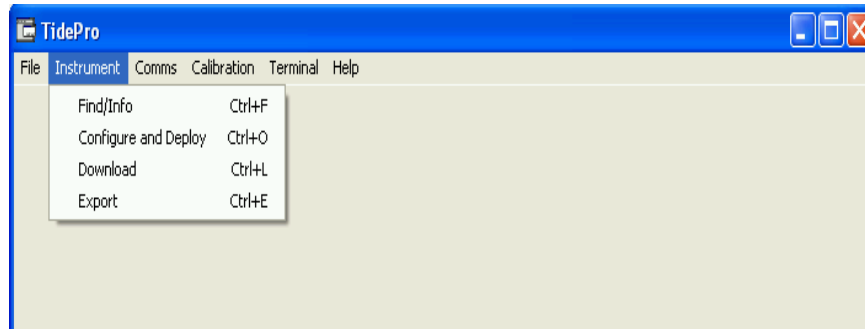 TidePro
File Instrument Comms Calibration Terminal Help
Find/Info Ctrl+F
Configure and Deploy Ctrl+O
Download Ctrl+L
Export Ctrl+E